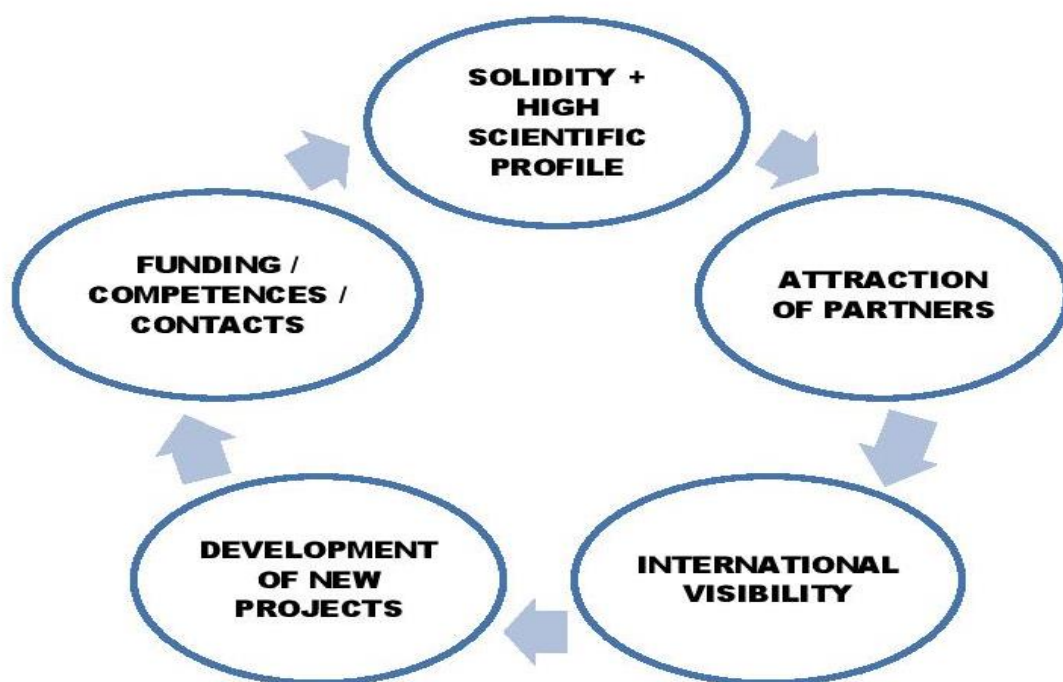 SOLIDITY +
HIGH
SCIENTIFIC
PROFILE
ATTRACTION
OF PARTNERS
INTERNATIONAL
VISIBILITY
DEVELOPMENT
OF NEW
PROJECTS
FUNDING /
COMPETENCES /
CONTACTS